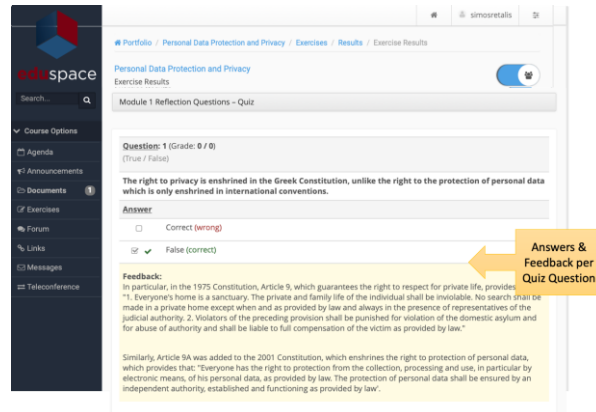 simosretalis
Portfolio / Personal Data Protection and Privacy / Exercises / Results / Exercise Results
eduspace
Personal Data Protection and Privacy
Exercise Results
Search...
Module 1 Reflection Questions – Quiz
Course Options
Agenda
Announcements
Documents 1
Exercises
Forum
Links
Messages
Teleconference
Question: 1 (Grade: 0 / 0)
(True / False)
The right to privacy is enshrined in the Greek Constitution, unlike the right to the protection of personal data
which is only enshrined in international conventions.
Answer
Correct (wrong)
False (correct)
Answers &
Feedback per
Quiz Question
Feedback:
In particular, in the 1975 Constitution, Article 9, which guarantees the right to respect for private life, provides
"1. Everyone's home is a sanctuary. The private and family life of the individual shall be inviolable. No search shall be
made in a private home except when and as provided by law and always in the presence of representatives of the
judicial authority. 2. Violators of the preceding provision shall be punished for violation of the domestic asylum and
for abuse of authority and shall be liable to full compensation of the victim as provided by law."
Similarly, Article 9A was added to the 2001 Constitution, which enshrines the right to protection of personal data,
which provides that: "Everyone has the right to protection from the collection, processing and use, in particular by
electronic means, of his personal data, as provided by law. The protection of personal data shall be ensured by an
independent authority, established and functioning as provided by law'.